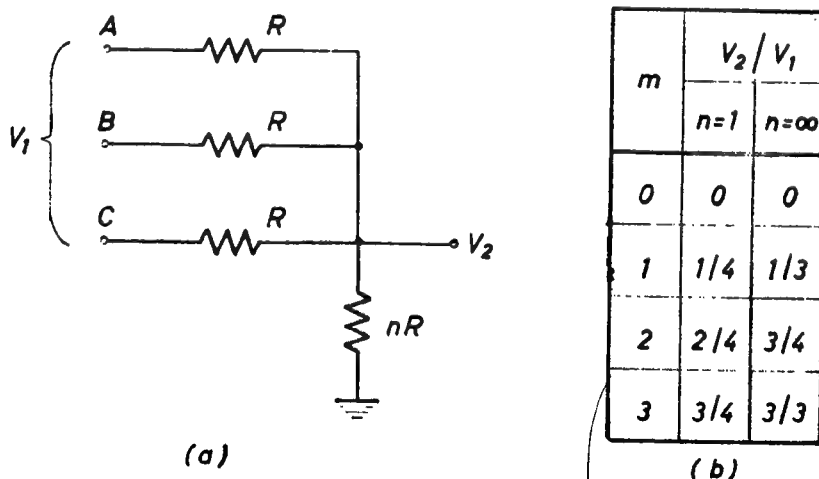 A
R
V1
B
R
C
R
V2
nR
(a)
m
V2/V1
n=1 n=∞
0 0 0
1 1/4 1/3
2 2/4 3/4
3 3/4 3/3
(b)